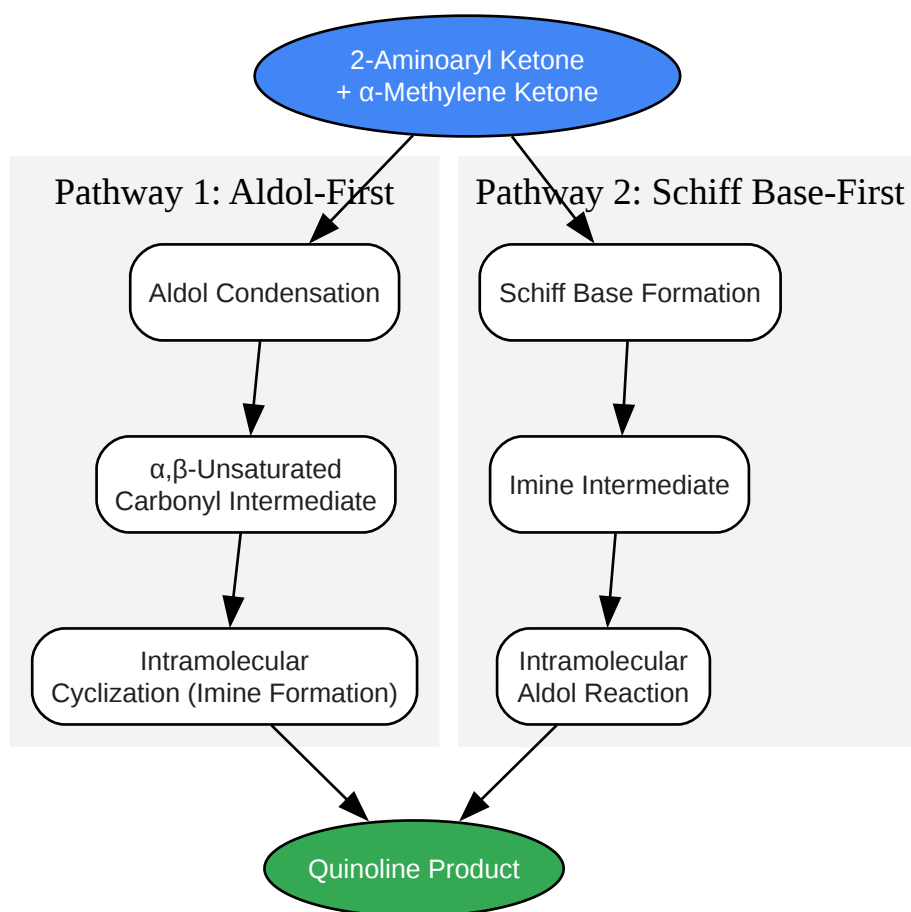 2-Aminoaryl Ketone
+ α-Methylene Ketone
Pathway 1: Aldol-First
Aldol Condensation
α,β-Unsaturated
Carbonyl Intermediate
Intramolecular
Cyclization (Imine Formation)
Pathway 2: Schiff Base-First
Schiff Base Formation
Imine Intermediate
Intramolecular
Aldol Reaction
Quinoline Product